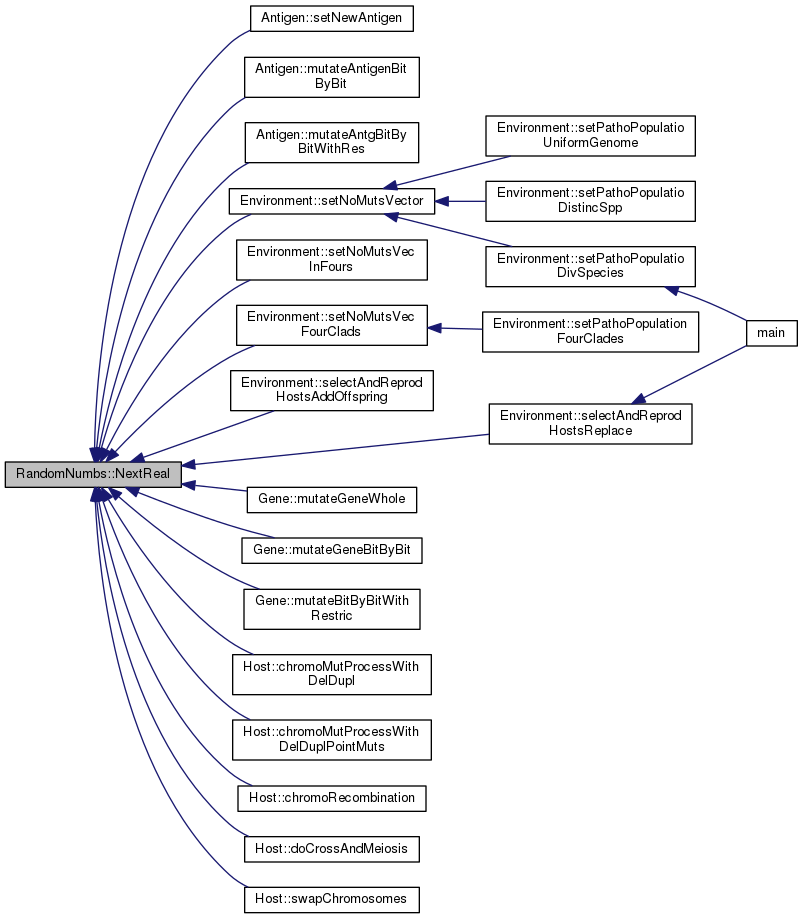 Antigen::setNewAntigen
Antigen::mutateAntigenBit
ByBit
Antigen::mutateAntgBitBy
BitWithRes
Environment::setPathoPopulatio
UniformGenome
Environment::setNoMutsVector
Environment::setPathoPopulatio
DistincSpp
Environment::setNoMutsVec
InFours
Environment::setPathoPopulatio
DivSpecies
Environment::setNoMutsVec
FourClads
Environment::setPathoPopulation
FourClades
main
Environment::selectAndReprod
HostsAddOffspring
Environment::selectAndReprod
HostsReplace
RandomNumbs::NextReal
Gene::mutateGeneWhole
Gene::mutateGeneBitByBit
Gene::mutateBitByBitWith
Restric
Host::chromoMutProcessWith
DelDupl
Host::chromoMutProcessWith
DelDuplPointMuts
Host::chromoRecombination
Host::doCrossAndMeiosis
Host::swapChromosomes